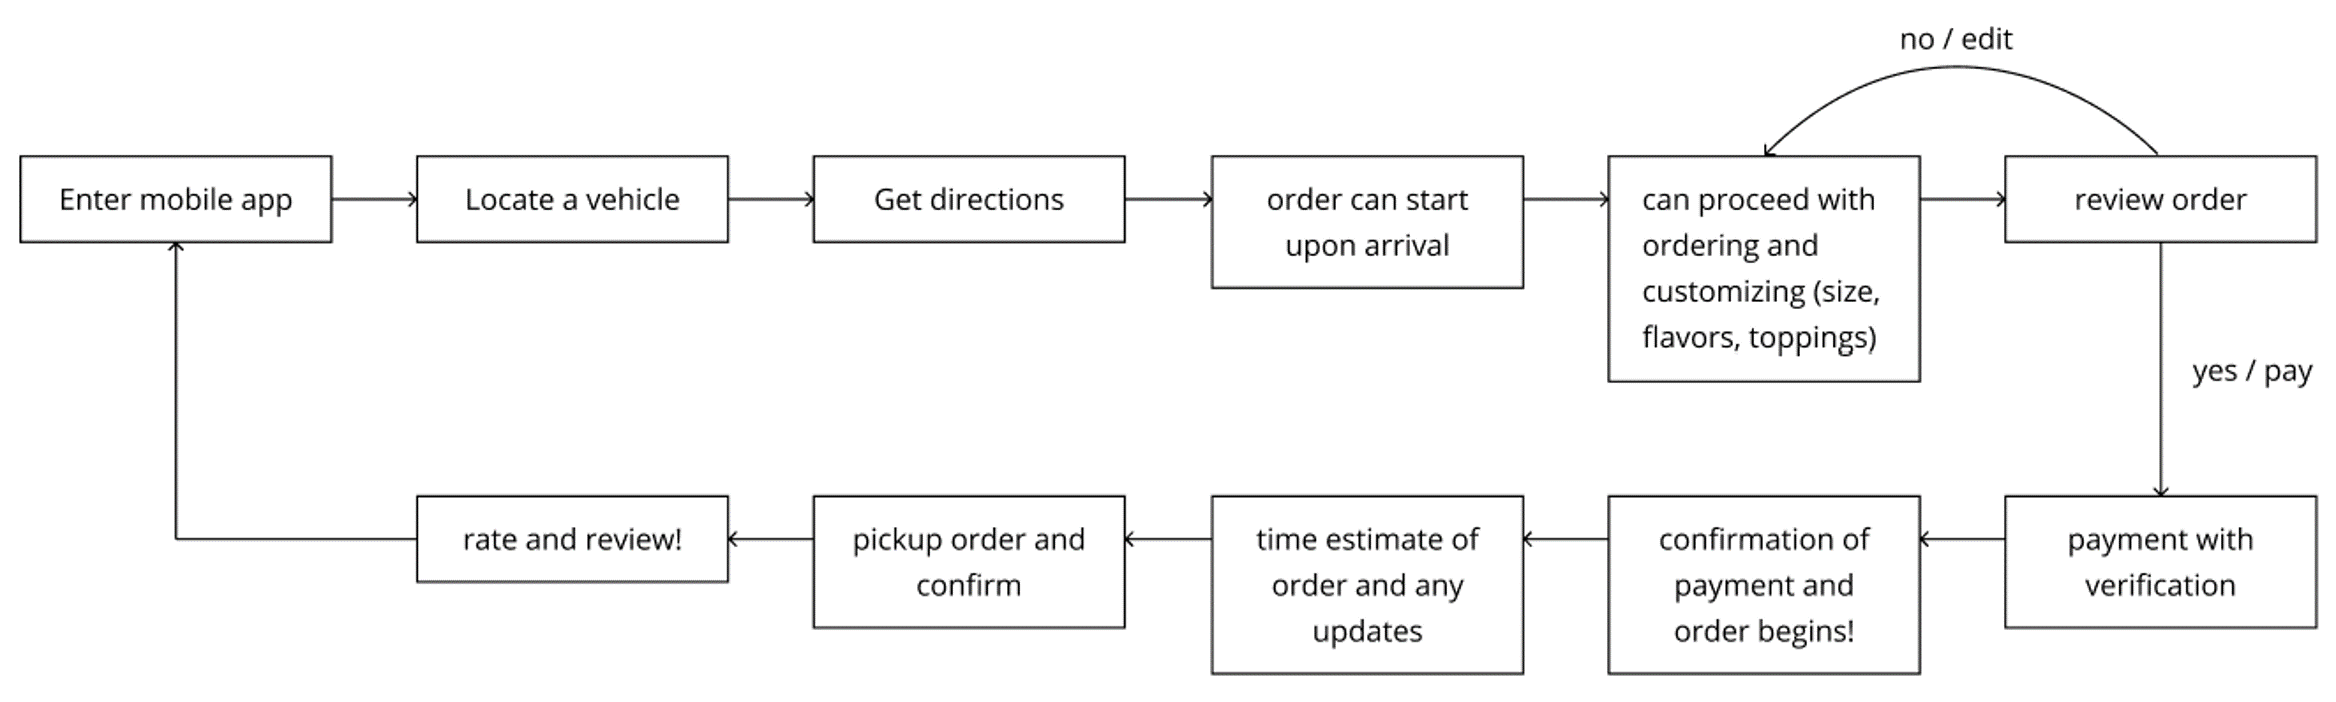 no / edit
Enter mobile app
Locate a vehicle
Get directions
order can start
upon arrival
can proceed with
ordering and
customizing (size,
flavors, toppings)
review order
yes / pay
payment with
verification
confirmation of
payment and
order begins!
time estimate of
order and any
updates
pickup order and
confirm
rate and review!